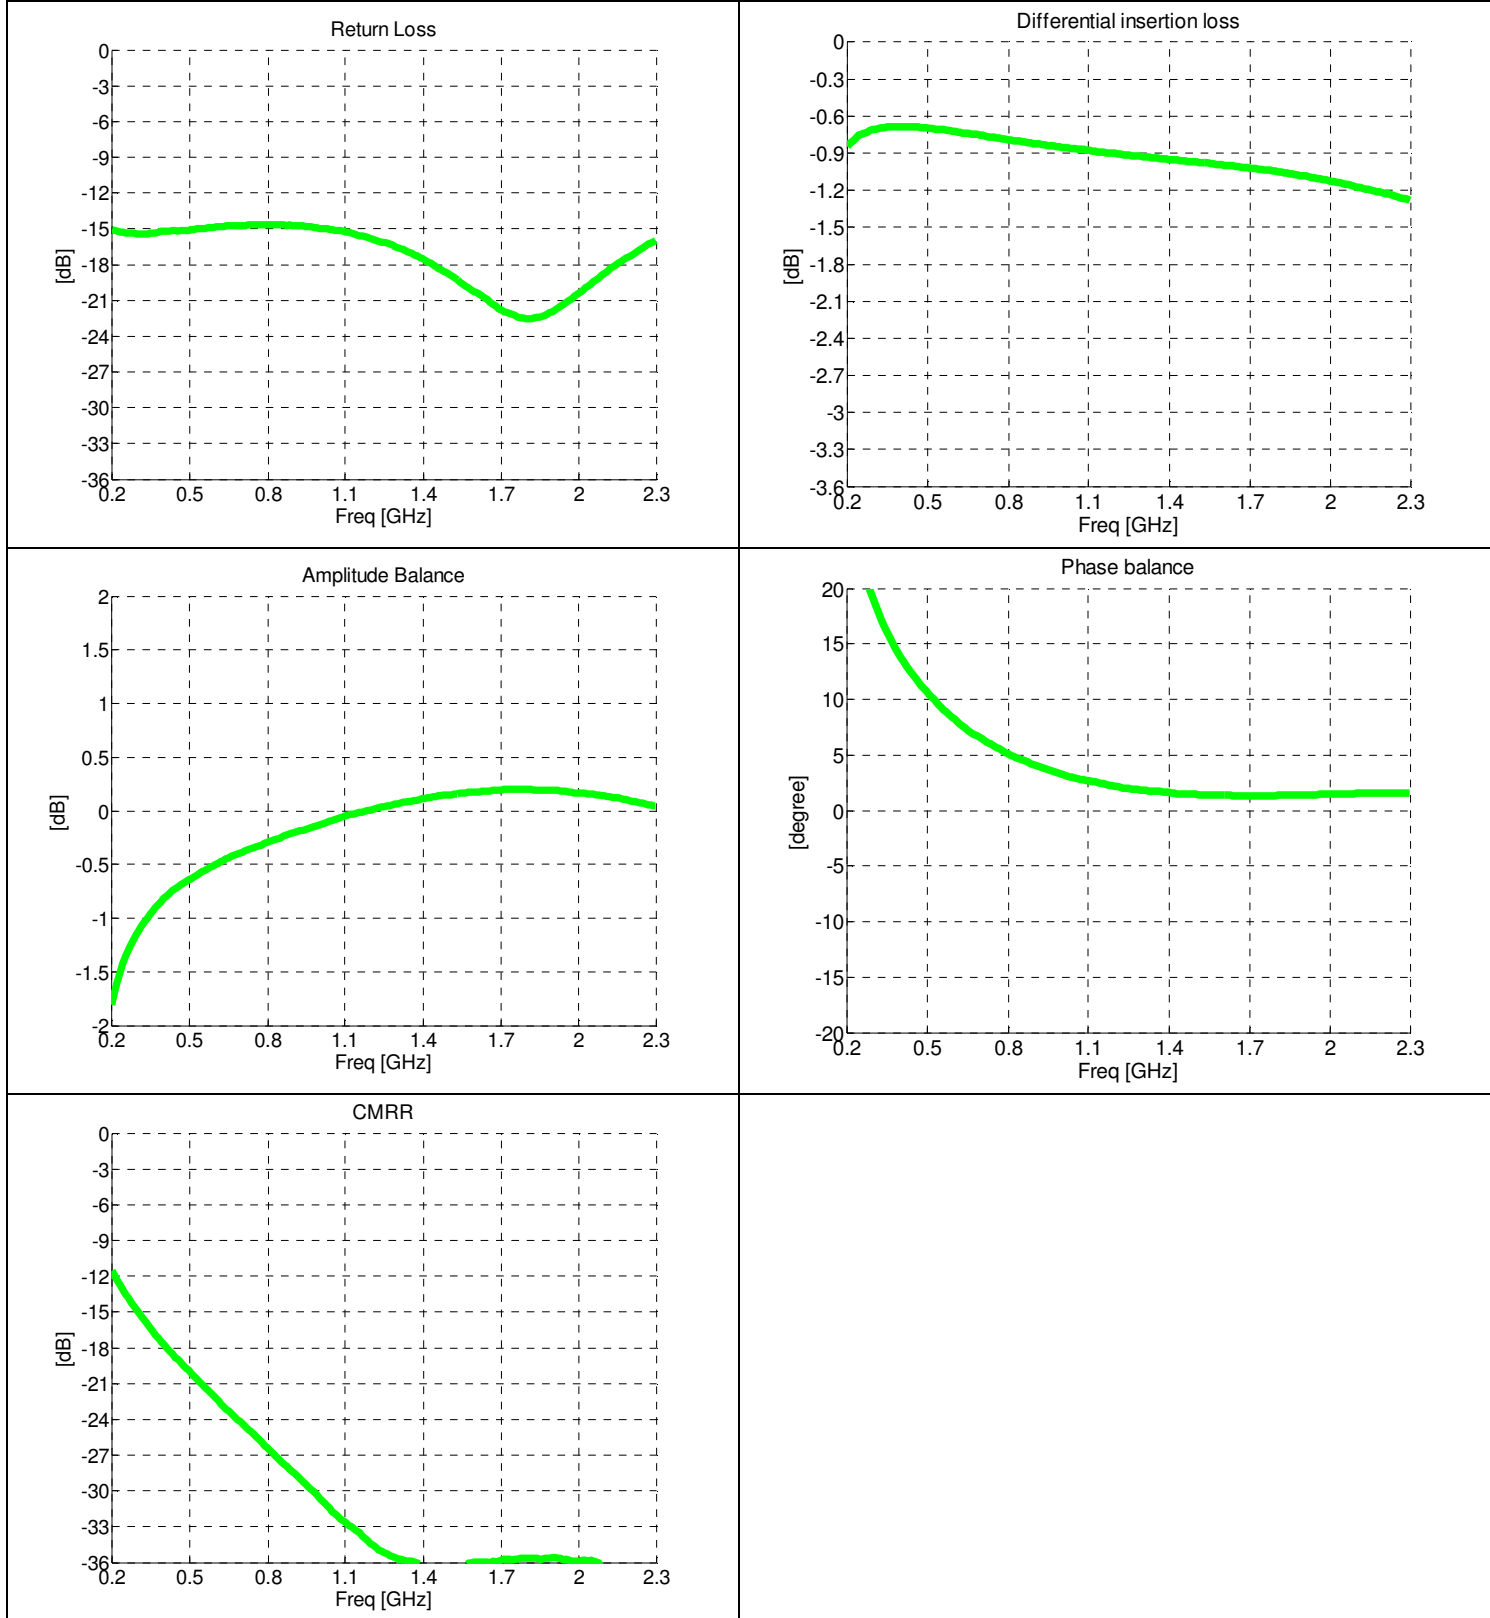 Return Loss
0
-3
-6
-9
-12
-15
-18
-21
-24
-27
-30
-33
-36
[dB]
0.2 0.5 0.8 1.1 1.4 1.7 2 2.3
Freq [GHz]
Differential insertion loss
0
-0.3
-0.6
-0.9
-1.2
-1.5
-1.8
-2.1
-2.4
-2.7
-3
-3.3
-3.6
[dB]
0.2 0.5 0.8 1.1 1.4 1.7 2 2.3
Freq [GHz]
Amplitude Balance
2
1.5
1
0.5
0
-0.5
-1
-1.5
-2
[dB]
0.2 0.5 0.8 1.1 1.4 1.7 2 2.3
Freq [GHz]
Phase balance
20
15
10
5
0
-5
-10
-15
-20
[degree]
0.2 0.5 0.8 1.1 1.4 1.7 2 2.3
Freq [GHz]
CMRR
0
-3
-6
-9
-12
-15
-18
-21
-24
-27
-30
-33
-36
[dB]
0.2 0.5 0.8 1.1 1.4 1.7 2 2.3
Freq [GHz]